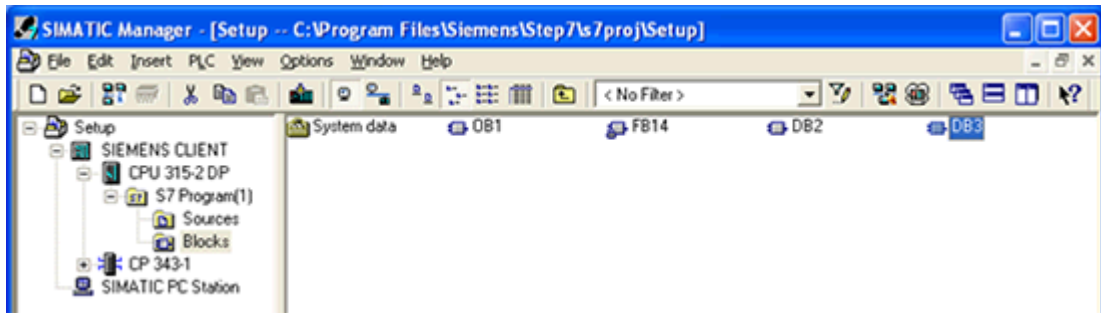 SIMATIC Manager - [Setup -- C:\Program Files\Siemens\Step7\s7proj\Setup]
File Edit Insert PLC View Options Window Help
< No Filter >
Setup
SIEMENS CLIENT
CPU 315-2 DP
S7 Program(1)
Sources
Blocks
CP 343-1
SIMATIC PC Station
System data OB1 FB14 DB2 DB3